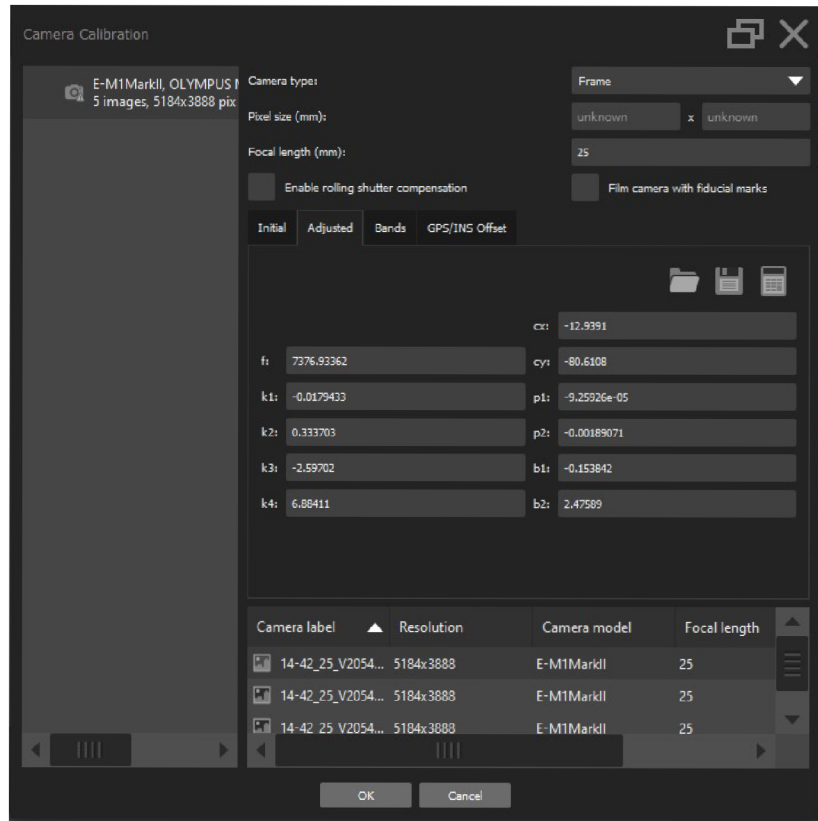 Camera Calibration
E-M1MarkII, OLYMPUS
5 images, 5184x3888 pix
Camera type: Frame
Pixel size (mm): unknown x unknown
Focal length (mm): 25
Enable rolling shutter compensation Film camera with fiducial marks
Initial Adjusted Bands GPS/INS Offset
cx: -12.9391
f: 7376.93362 cy: -80.6108
k1: -0.0179433 p1: -9.25926e-05
k2: 0.333703 p2: -0.00189071
k3: -2.59702 b1: -0.153842
k4: 6.88411 b2: 2.47589
Camera label Resolution Camera model Focal length
14-42_25_V2054... 5184x3888 E-M1MarkII 25
14-42_25_V2054... 5184x3888 E-M1MarkII 25
14-42_25_V2054... 5184x3888 E-M1MarkII 25
OK Cancel